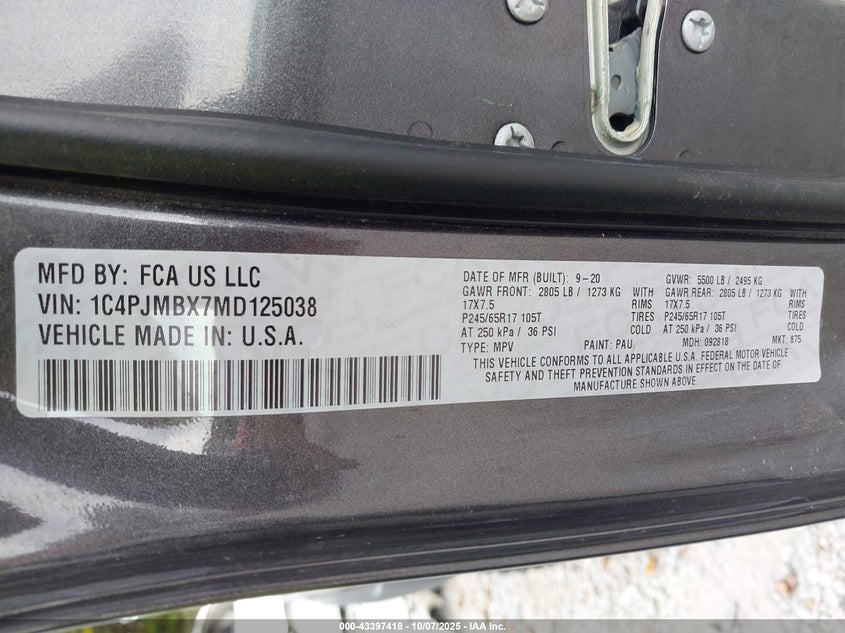 MFD BY: FCA US LLC
VIN: 1C4PJMBX7MD125038
VEHICLE MADE IN: U.S.A.
DATE OF MFR (BUILT): 9-20 GVWR: 5500 LB / 2495 KG
GAWR FRONT: 2805 LB / 1273 KG WITH GAWR REAR: 2805 LB / 1273 KG WITH
17X7.5 RIMS 17X7.5 RIMS
P245/65R17 105T TIRES P245/65R17 105T TIRES
AT 250 kPa / 36 PSI COLD AT 250 kPa / 36 PSI COLD
TYPE: MPV PAINT: PAU MDH: 092818 MKT: 875
THIS VEHICLE CONFORMS TO ALL APPLICABLE U.S.A. FEDERAL MOTOR VEHICLE
SAFETY AND THEFT PREVENTION STANDARDS IN EFFECT ON THE DATE OF
MANUFACTURE SHOWN ABOVE.
000-43397418 - 10/07/2025 - IAA Inc.